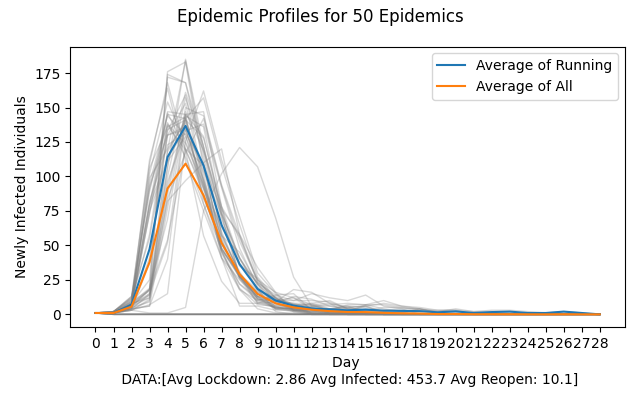 Epidemic Profiles for 50 Epidemics
Average of Running
Average of All
Newly Infected Individuals
175
150
125
100
75
50
25
0
0 1 2 3 4 5 6 7 8 9 10 11 12 13 14 15 16 17 18 19 20 21 22 23 24 25 26 27 28
Day
DATA:[Avg Lockdown: 2.86 Avg Infected: 453.7 Avg Reopen: 10.1]